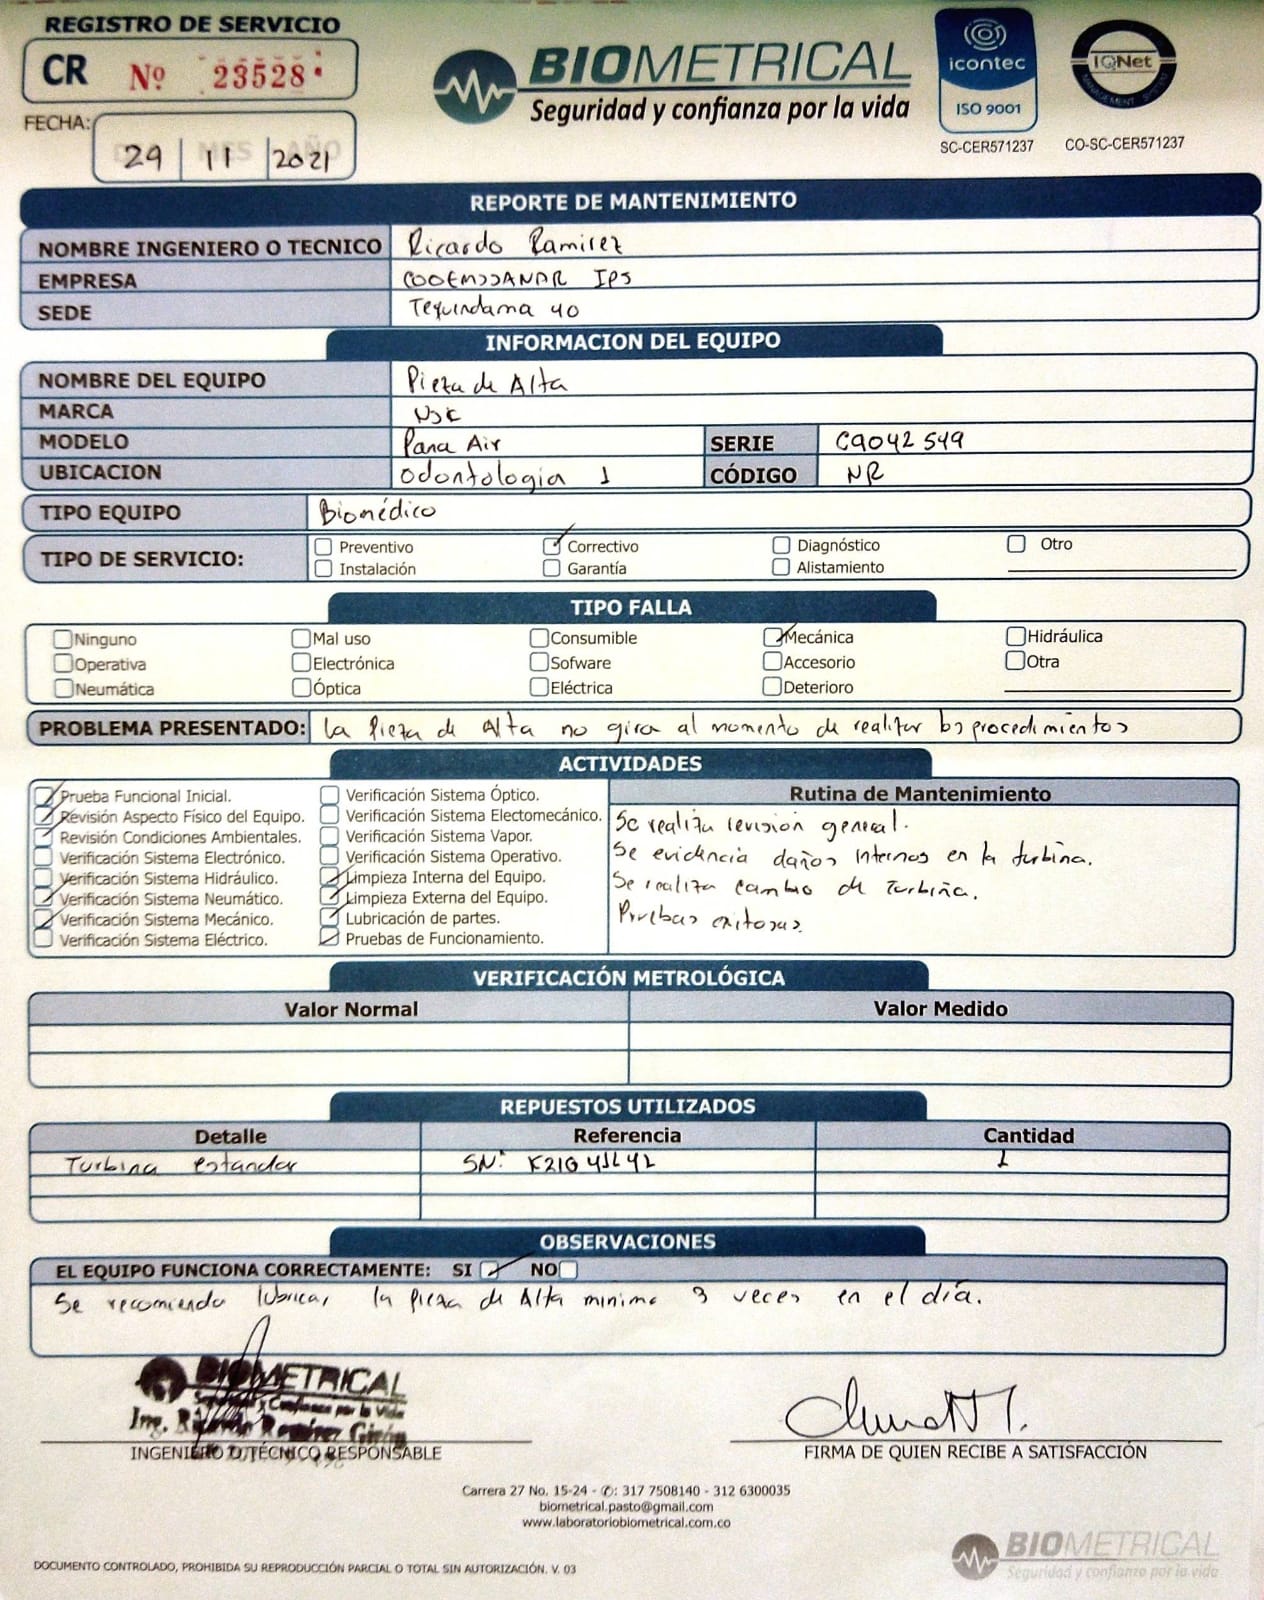 REGISTRO DE SERVICIO
CR Nº 23528
BIOMETRICAL
Seguridad y confianza por la vida
icontec
ISO 9001
SC-CER571237
IQNet
MANAGEMENT SYSTEM
CO-SC-CER571237
FECHA: 29 11 2021
REPORTE DE MANTENIMIENTO
NOMBRE INGENIERO O TECNICO Ricardo Ramirez
EMPRESA COOEMSSANAR IPS
SEDE Tequendama 40
INFORMACION DEL EQUIPO
NOMBRE DEL EQUIPO Pieza de Alta
MARCA NSK
MODELO Pana Air SERIE C9042549
UBICACION Odontologia 1 CÓDIGO NR
TIPO EQUIPO Biomédico
TIPO DE SERVICIO: Preventivo Correctivo Diagnóstico Otro
Instalación Garantía Alistamiento
TIPO FALLA
Ninguno Mal uso Consumible Mecánica Hidráulica
Operativa Electrónica Sofware Accesorio Otra
Neumática Óptica Eléctrica Deterioro
PROBLEMA PRESENTADO: La Pieza de Alta no gira al momento de realizar los procedimientos
ACTIVIDADES
Prueba Funcional Inicial.
Revisión Aspecto Físico del Equipo.
Revisión Condiciones Ambientales.
Verificación Sistema Electrónico.
Verificación Sistema Hidráulico.
Verificación Sistema Neumático.
Verificación Sistema Mecánico.
Verificación Sistema Eléctrico.
Verificación Sistema Óptico.
Verificación Sistema Electomecánico.
Verificación Sistema Vapor.
Verificación Sistema Operativo.
Limpieza Interna del Equipo.
Limpieza Externa del Equipo.
Lubricación de partes.
Pruebas de Funcionamiento.
Rutina de Mantenimiento
Se realiza revisión general.
Se evidencia daños internos en la turbina.
Se realiza cambio de Turbina.
Pruebas exitosas.
VERIFICACIÓN METROLÓGICA
Valor Normal Valor Medido
REPUESTOS UTILIZADOS
Detalle Referencia Cantidad
Turbina estandar SN: 1
OBSERVACIONES
EL EQUIPO FUNCIONA CORRECTAMENTE: SI NO
Se recomienda lubricar la pieza de Alta minimo 3 veces en el día.
BIOMETRICAL
Seguridad y Confianza por la Vida
Ing. Ricardo Ramirez Girón
INGENIERO O TÉCNICO RESPONSABLE
FIRMA DE QUIEN RECIBE A SATISFACCIÓN
Carrera 27 No. 15-24 - ✆: 317 7508140 - 312 6300035
biometrical.pasto@gmail.com
www.laboratoriobiometrical.com.co
BIOMETRICAL
Seguridad y confianza por la vida
DOCUMENTO CONTROLADO, PROHIBIDA SU REPRODUCCIÓN PARCIAL O TOTAL SIN AUTORIZACIÓN. V. 03